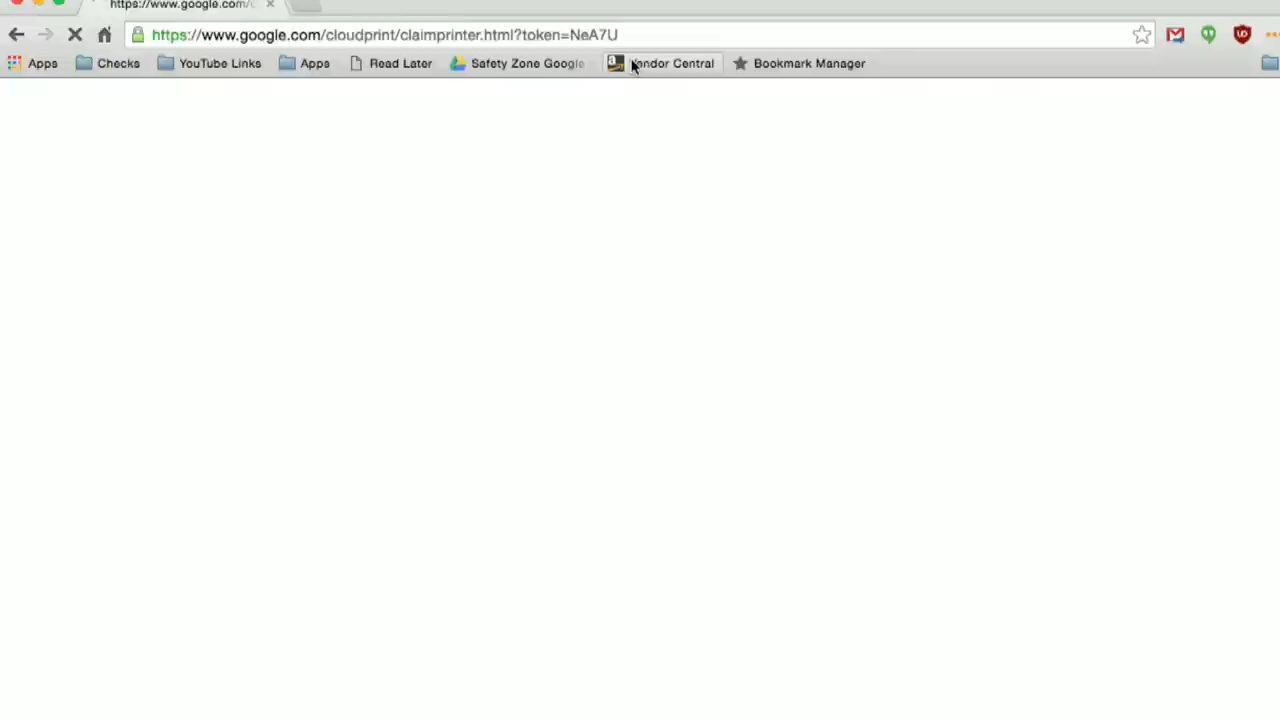 https://www.google.com/c
https://www.google.com/cloudprint/claimprinter.html?token=NeA7U
Apps Checks YouTube Links Apps Read Later Safety Zone Google Vendor Central Bookmark Manager